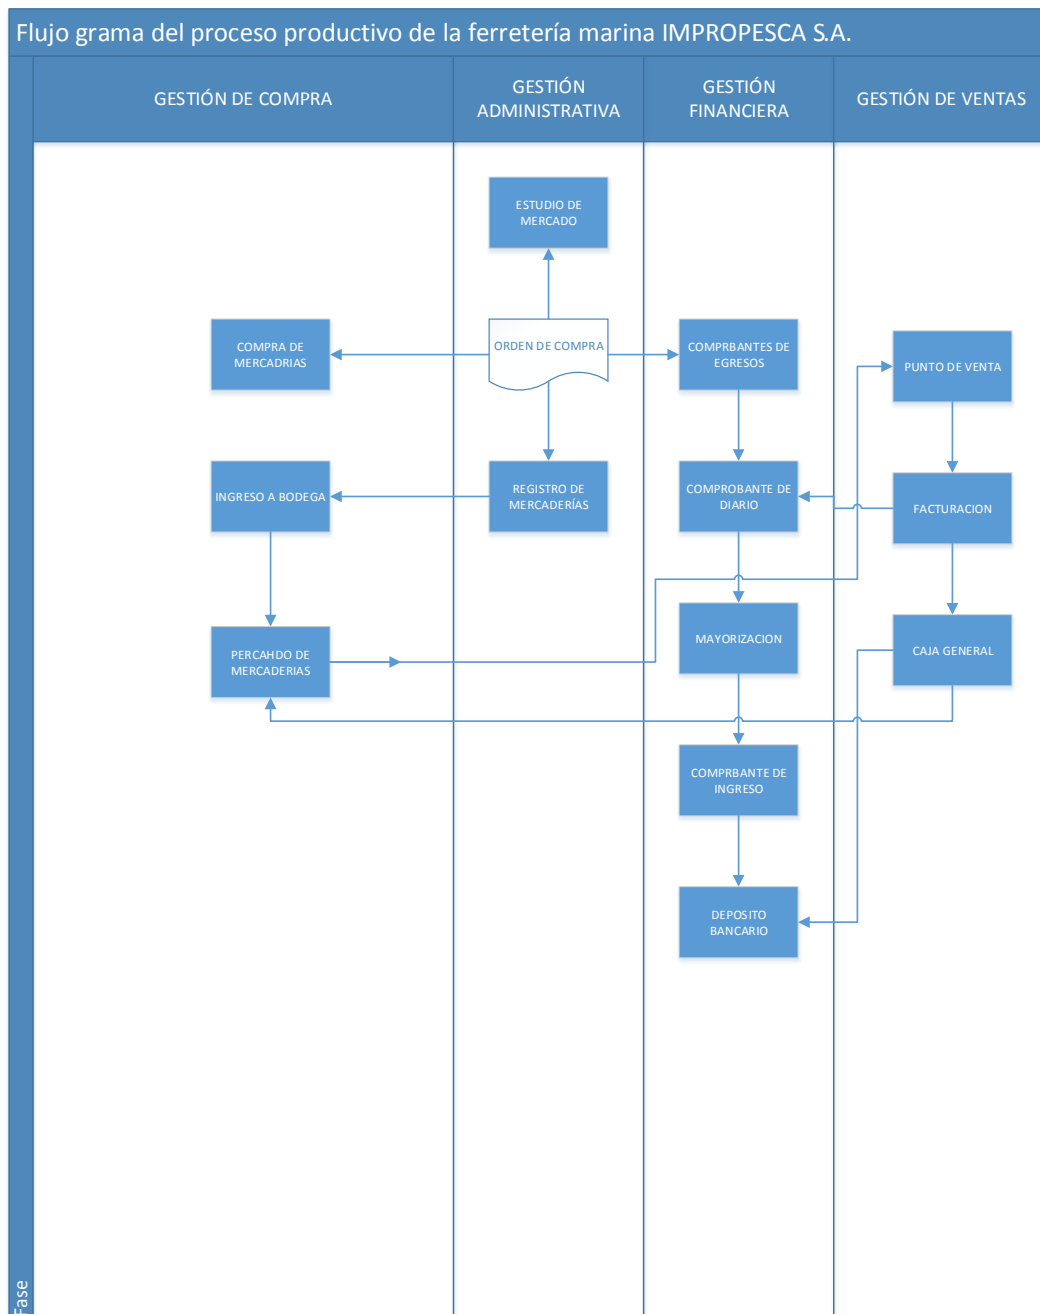 Flujo grama del proceso productivo de la ferretería marina IMPROPESCA S.A.
GESTIÓN DE COMPRA
GESTIÓN
ADMINISTRATIVA
GESTIÓN
FINANCIERA
GESTIÓN DE VENTAS
ESTUDIO DE
MERCADO
COMPRA DE
MERCADRIAS
ORDEN DE COMPRA
COMPRBANTES DE
EGRESOS
PUNTO DE VENTA
INGRESO A BODEGA
REGISTRO DE
MERCADERÍAS
COMPROBANTE DE
DIARIO
FACTURACION
PERCAHDO DE
MERCADERIAS
MAYORIZACION
CAJA GENERAL
COMPRBANTE DE
INGRESO
DEPOSITO
BANCARIO
Fase